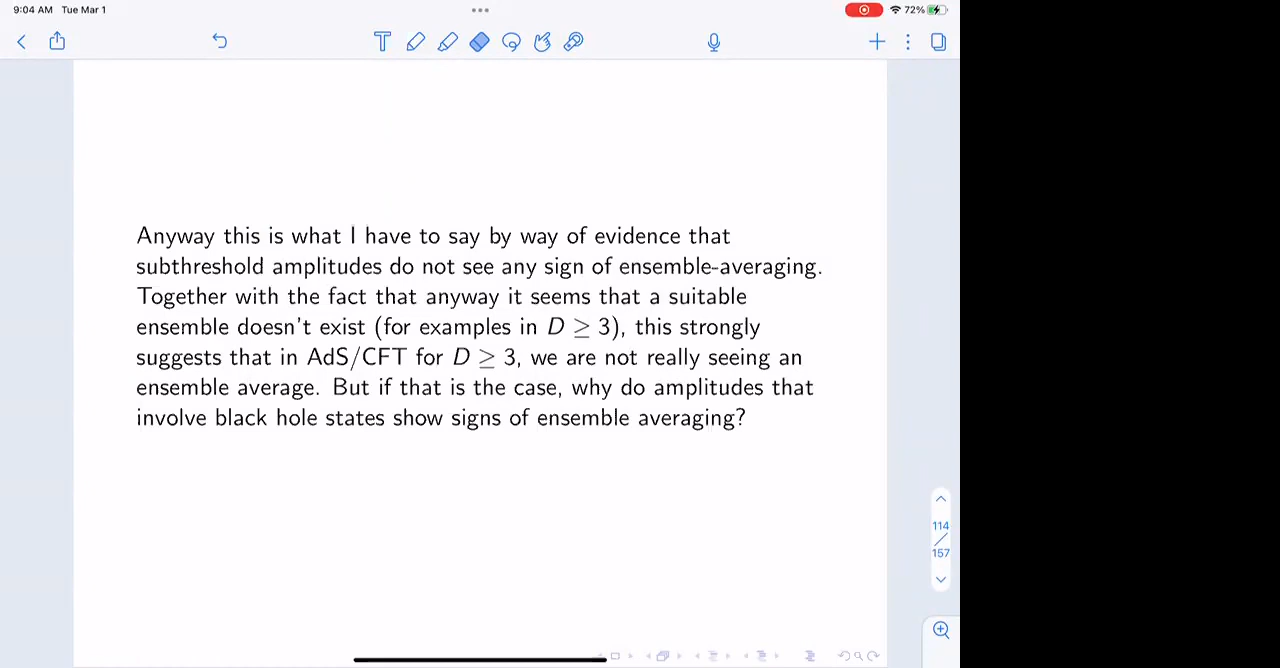 9:04 AM Tue Mar 1
72%
Anyway this is what I have to say by way of evidence that
subthreshold amplitudes do not see any sign of ensemble-averaging.
Together with the fact that anyway it seems that a suitable
ensemble doesn't exist (for examples in D ≥ 3), this strongly
suggests that in AdS/CFT for D ≥ 3, we are not really seeing an
ensemble average. But if that is the case, why do amplitudes that
involve black hole states show signs of ensemble averaging?
114
157